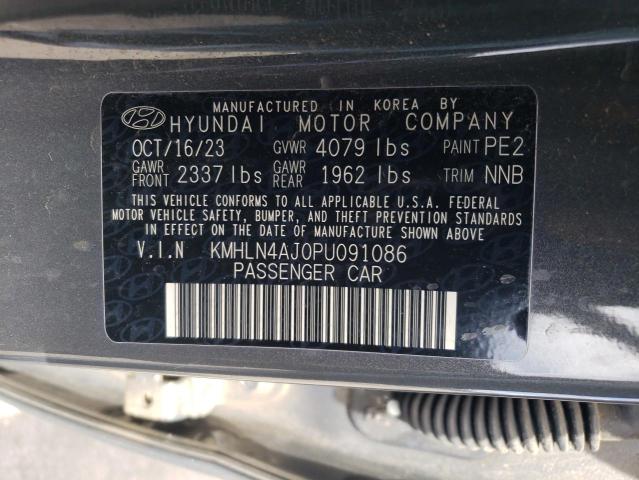 MANUFACTURED IN KOREA BY
HYUNDAI MOTOR COMPANY
OCT/16/23 GVWR 4079 lbs PAINT PE2
GAWR FRONT 2337 lbs GAWR REAR 1962 lbs TRIM NNB
THIS VEHICLE CONFORMS TO ALL APPLICABLE U.S.A. FEDERAL
MOTOR VEHICLE SAFETY, BUMPER, AND THEFT PREVENTION STANDARDS
IN EFFECT ON THE DATE OF MANUFACTURE SHOWN ABOVE.
V.I.N KMHLN4AJ0PU091086
PASSENGER CAR